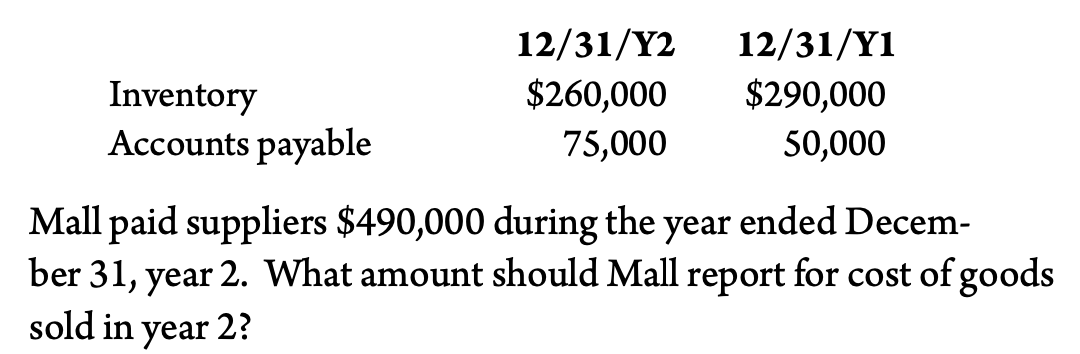 12/31/Y2 12/31/Y1
Inventory $260,000 $290,000
Accounts payable 75,000 50,000
Mall paid suppliers $490,000 during the year ended Decem-
ber 31, year 2. What amount should Mall report for cost of goods
sold in year 2?